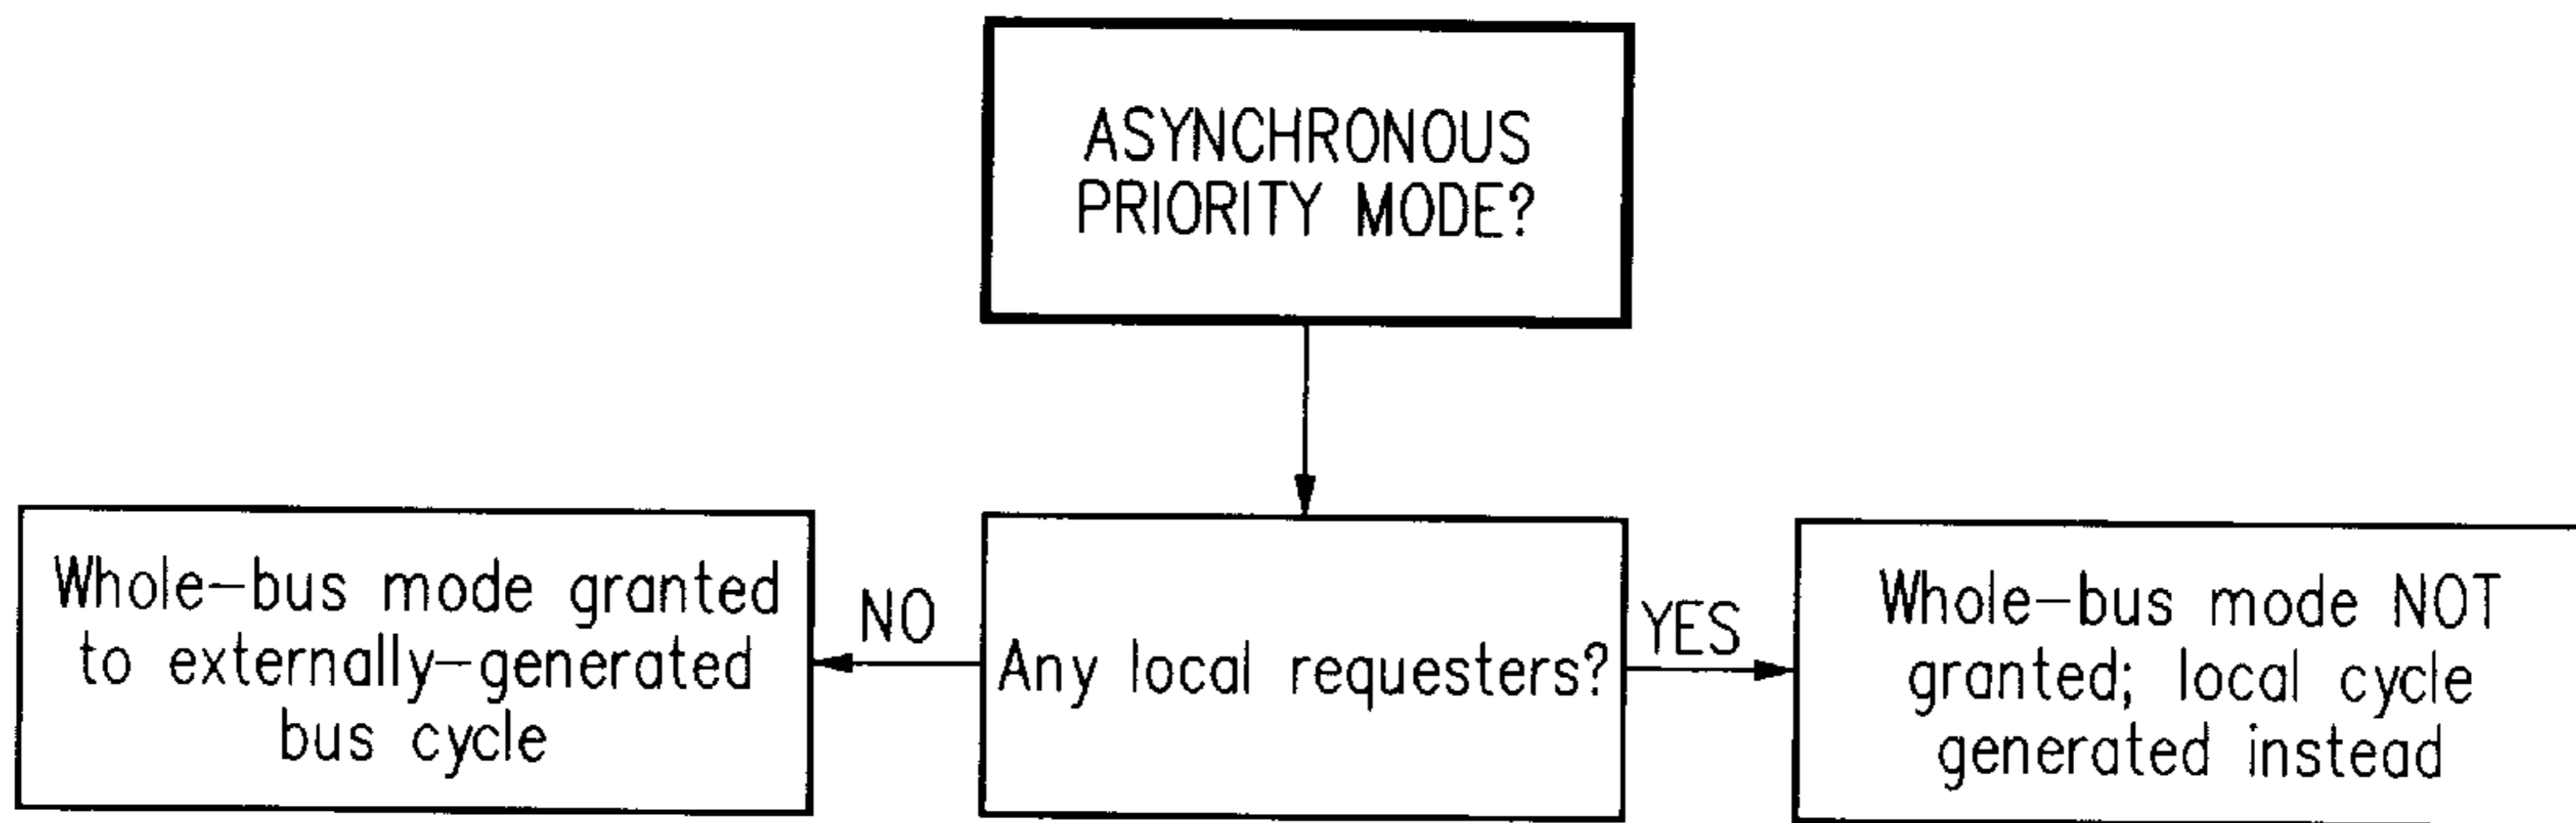 ASYNCHRONOUS
PRIORITY MODE?
Whole-bus mode granted
to externally-generated
bus cycle
NO
Any local requesters?
YES
Whole-bus mode NOT
granted; local cycle
generated instead